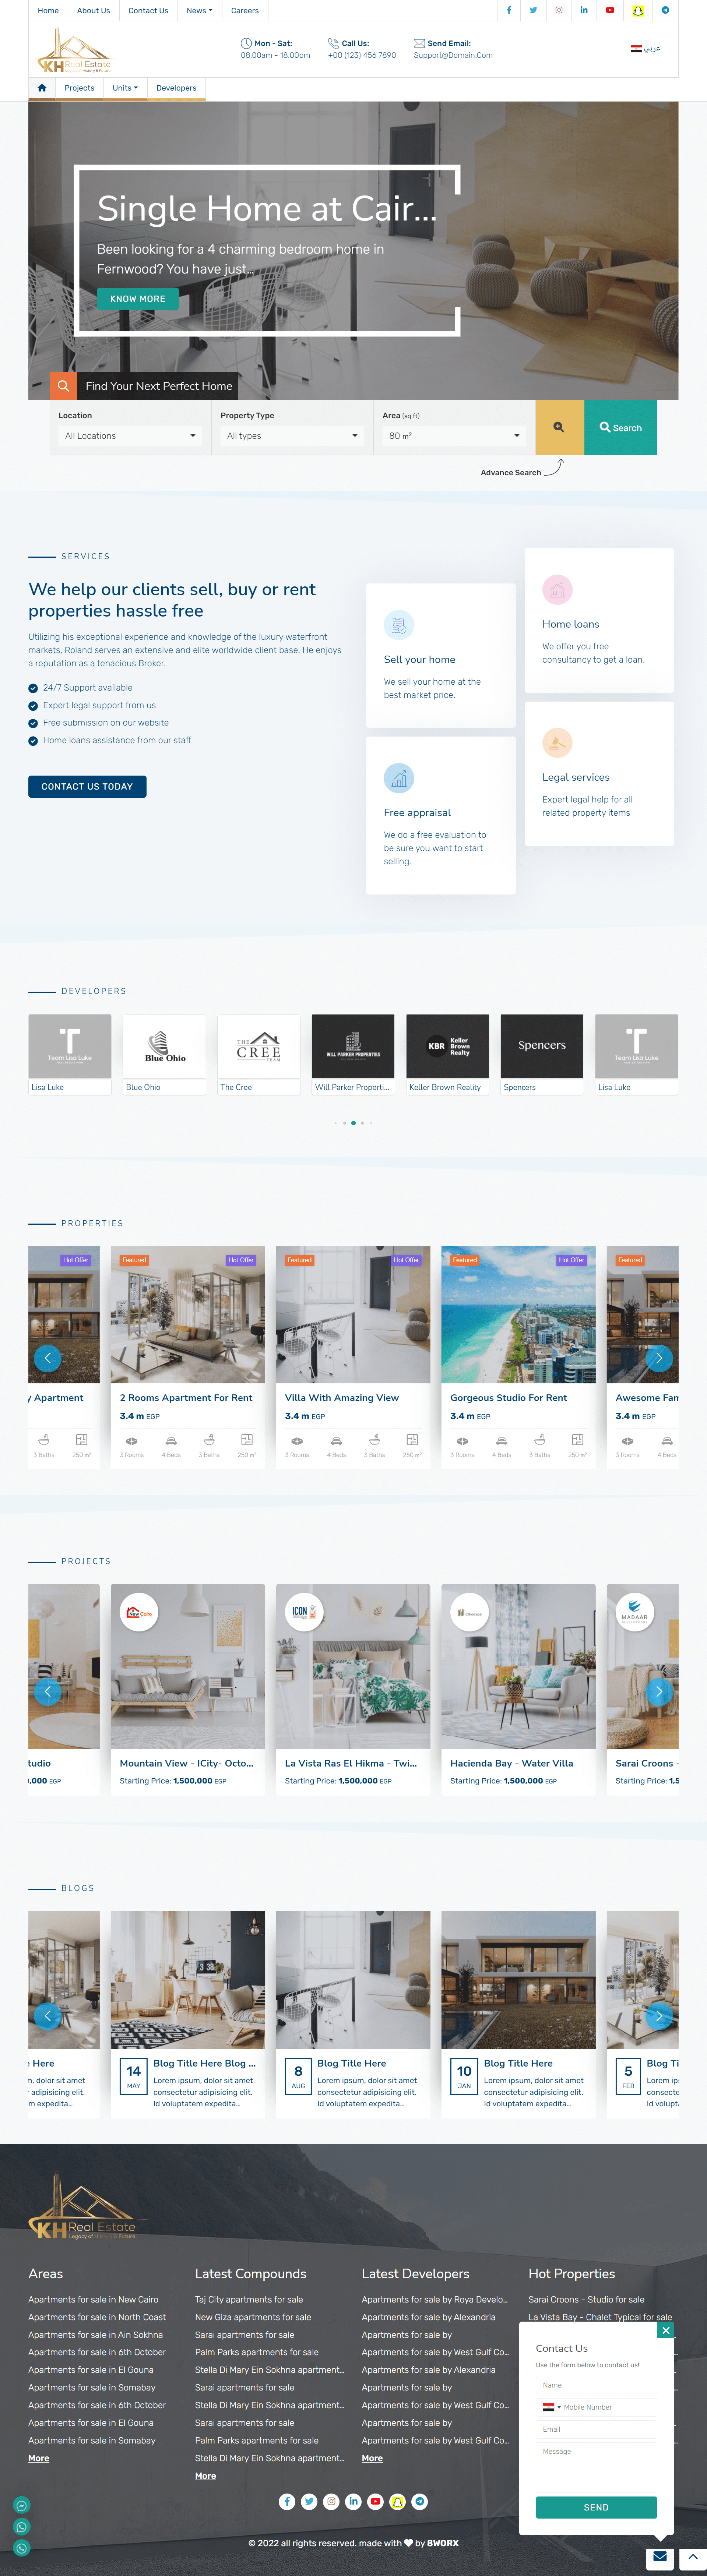 Home About Us Contact Us News Careers
Mon - Sat:
08.00am - 18.00pm
Call Us:
+00 (123) 456 7890
Send Email:
Support@Domain.Com
عربي
KH Real Estate
Projects Units Developers
Single Home at Cair...
Been looking for a 4 charming bedroom home in
Fernwood? You have just...
KNOW MORE
Find Your Next Perfect Home
Location
All Locations
Property Type
All types
Area (sq ft)
80 m²
Search
Advance Search
SERVICES
We help our clients sell, buy or rent
properties hassle free
Utilizing his exceptional experience and knowledge of the luxury waterfront
markets, Roland serves an extensive and elite worldwide client base. He enjoys
a reputation as a tenacious Broker.
24/7 Support available
Expert legal support from us
Free submission on our website
Home loans assistance from our staff
CONTACT US TODAY
Sell your home
We sell your home at the
best market price.
Free appraisal
We do a free evaluation to
be sure you want to start
selling.
Home loans
We offer you free
consultancy to get a loan.
Legal services
Expert legal help for all
related property items
DEVELOPERS
Team Lisa Luke
Lisa Luke
Blue Ohio
Blue Ohio
THE CREE TEAM
The Cree
WILL PARKER PROPERTIES
Will Parker Properti...
KBR Keller Brown Realty
Keller Brown Reality
Spencers
Spencers
Team Lisa Luke
Lisa Luke
PROPERTIES
Hot Offer
y Apartment
3 Baths 250 m²
Featured Hot Offer
2 Rooms Apartment For Rent
3.4 m EGP
3 Rooms 4 Beds 3 Baths 250 m²
Featured Hot Offer
Villa With Amazing View
3.4 m EGP
3 Rooms 4 Beds 3 Baths 250 m²
Featured Hot Offer
Gorgeous Studio For Rent
3.4 m EGP
3 Rooms 4 Beds 3 Baths 250 m²
Featured
Awesome Fam
3.4 m EGP
3 Rooms 4 Beds
PROJECTS
tudio
,000 EGP
New Cairo
Mountain View - ICity- Octo...
Starting Price: 1,500,000 EGP
ICON
La Vista Ras El Hikma - Twi...
Starting Price: 1,500,000 EGP
Cityscape
Hacienda Bay - Water Villa
Starting Price: 1,500,000 EGP
MADAAR
Sarai Croons -
Starting Price: 1,5
BLOGS
e Here
m, dolor sit amet
adipisicing elit.
m expedita...
14
MAY
Blog Title Here Blog ...
Lorem ipsum, dolor sit amet
consectetur adipisicing elit.
Id voluptatem expedita...
8
AUG
Blog Title Here
Lorem ipsum, dolor sit amet
consectetur adipisicing elit.
Id voluptatem expedita...
10
JAN
Blog Title Here
Lorem ipsum, dolor sit amet
consectetur adipisicing elit.
Id voluptatem expedita...
5
FEB
Blog Ti
Lorem ip
consecte
Id volupt
KH Real Estate
Areas
Apartments for sale in New Cairo
Apartments for sale in North Coast
Apartments for sale in Ain Sokhna
Apartments for sale in 6th October
Apartments for sale in El Gouna
Apartments for sale in Somabay
Apartments for sale in 6th October
Apartments for sale in El Gouna
Apartments for sale in Somabay
More
Latest Compounds
Taj City apartments for sale
New Giza apartments for sale
Sarai apartments for sale
Palm Parks apartments for sale
Stella Di Mary Ein Sokhna apartment...
Sarai apartments for sale
Stella Di Mary Ein Sokhna apartment...
Sarai apartments for sale
Palm Parks apartments for sale
Stella Di Mary Ein Sokhna apartment...
More
Latest Developers
Apartments for sale by Roya Develo...
Apartments for sale by Alexandria
Apartments for sale by
Apartments for sale by West Gulf Co...
Apartments for sale by Alexandria
Apartments for sale by
Apartments for sale by West Gulf Co...
Apartments for sale by
Apartments for sale by West Gulf Co...
More
Hot Properties
Sarai Croons - Studio for sale
La Vista Bay - Chalet Typical for sale
Contact Us
Use the form below to contact us!
Name
Mobile Number
Email
Message
SEND
© 2022 all rights reserved. made with by 8WORX